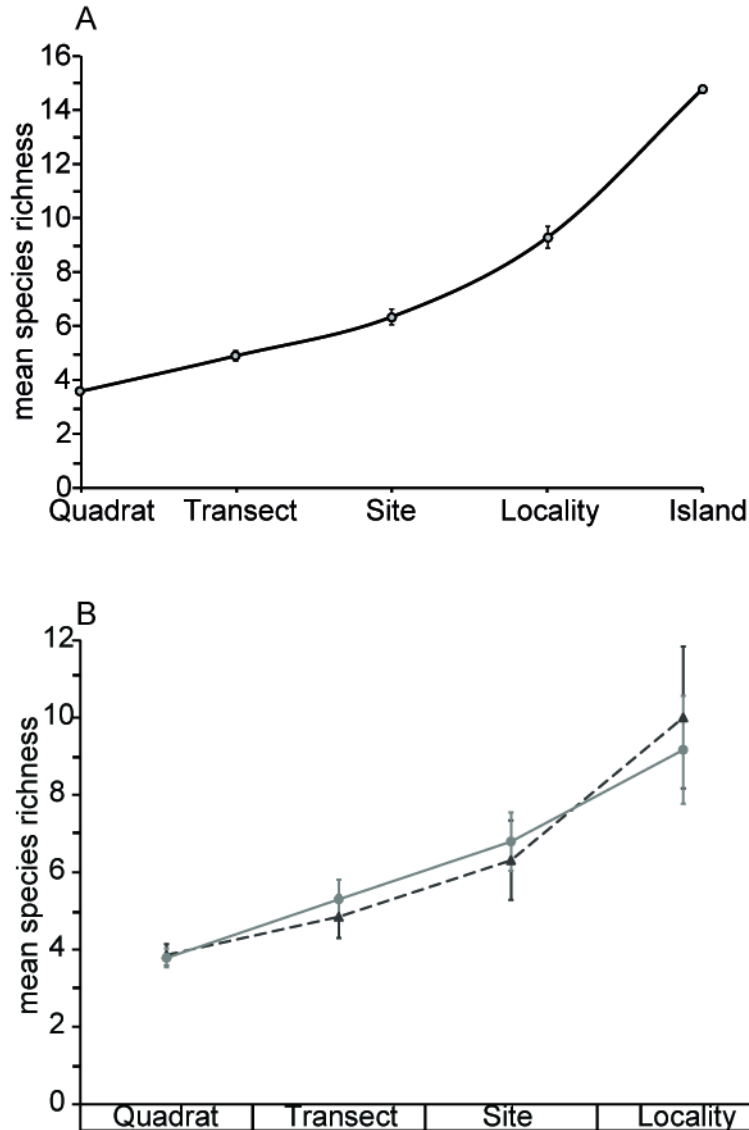 A
16
14
12
10
8
6
4
2
0
mean species richness
Quadrat Transect Site Locality Island
B
12
10
8
6
4
2
0
mean species richness
Quadrat Transect Site Locality